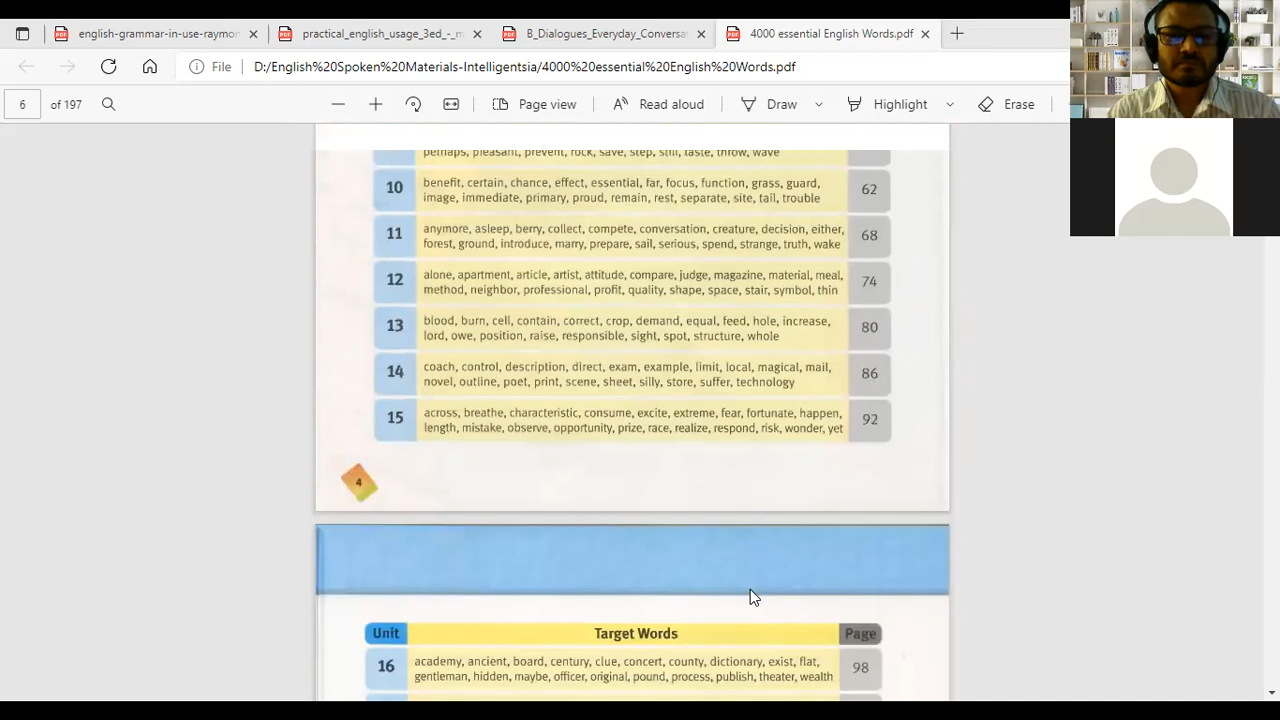 english-grammar-in-use-raymon
practical_english_usage_3ed_-_m
B_Dialogues_Everyday_Conversat
4000 essential English Words.pdf
File
D:/English%20Spoken%20Materials-Intelligentsia/4000%20essential%20English%20Words.pdf
6 of 197
Page view
Read aloud
Draw
Highlight
Erase
perhaps, pleasant, prevent, rock, save, step, still, taste, throw, wave
10 benefit, certain, chance, effect, essential, far, focus, function, grass, guard, 62
image, immediate, primary, proud, remain, rest, separate, site, tail, trouble
11 anymore, asleep, berry, collect, compete, conversation, creature, decision, either, 68
forest, ground, introduce, marry, prepare, sail, serious, spend, strange, truth, wake
12 alone, apartment, article, artist, attitude, compare, judge, magazine, material, meal, 74
method, neighbor, professional, profit, quality, shape, space, stair, symbol, thin
13 blood, burn, cell, contain, correct, crop, demand, equal, feed, hole, increase, 80
lord, owe, position, raise, responsible, sight, spot, structure, whole
14 coach, control, description, direct, exam, example, limit, local, magical, mail, 86
novel, outline, poet, print, scene, sheet, silly, store, suffer, technology
15 across, breathe, characteristic, consume, excite, extreme, fear, fortunate, happen, 92
length, mistake, observe, opportunity, prize, race, realize, respond, risk, wonder, yet
4
Unit Target Words Page
16 academy, ancient, board, century, clue, concert, county, dictionary, exist, flat, 98
gentleman, hidden, maybe, officer, original, pound, process, publish, theater, wealth